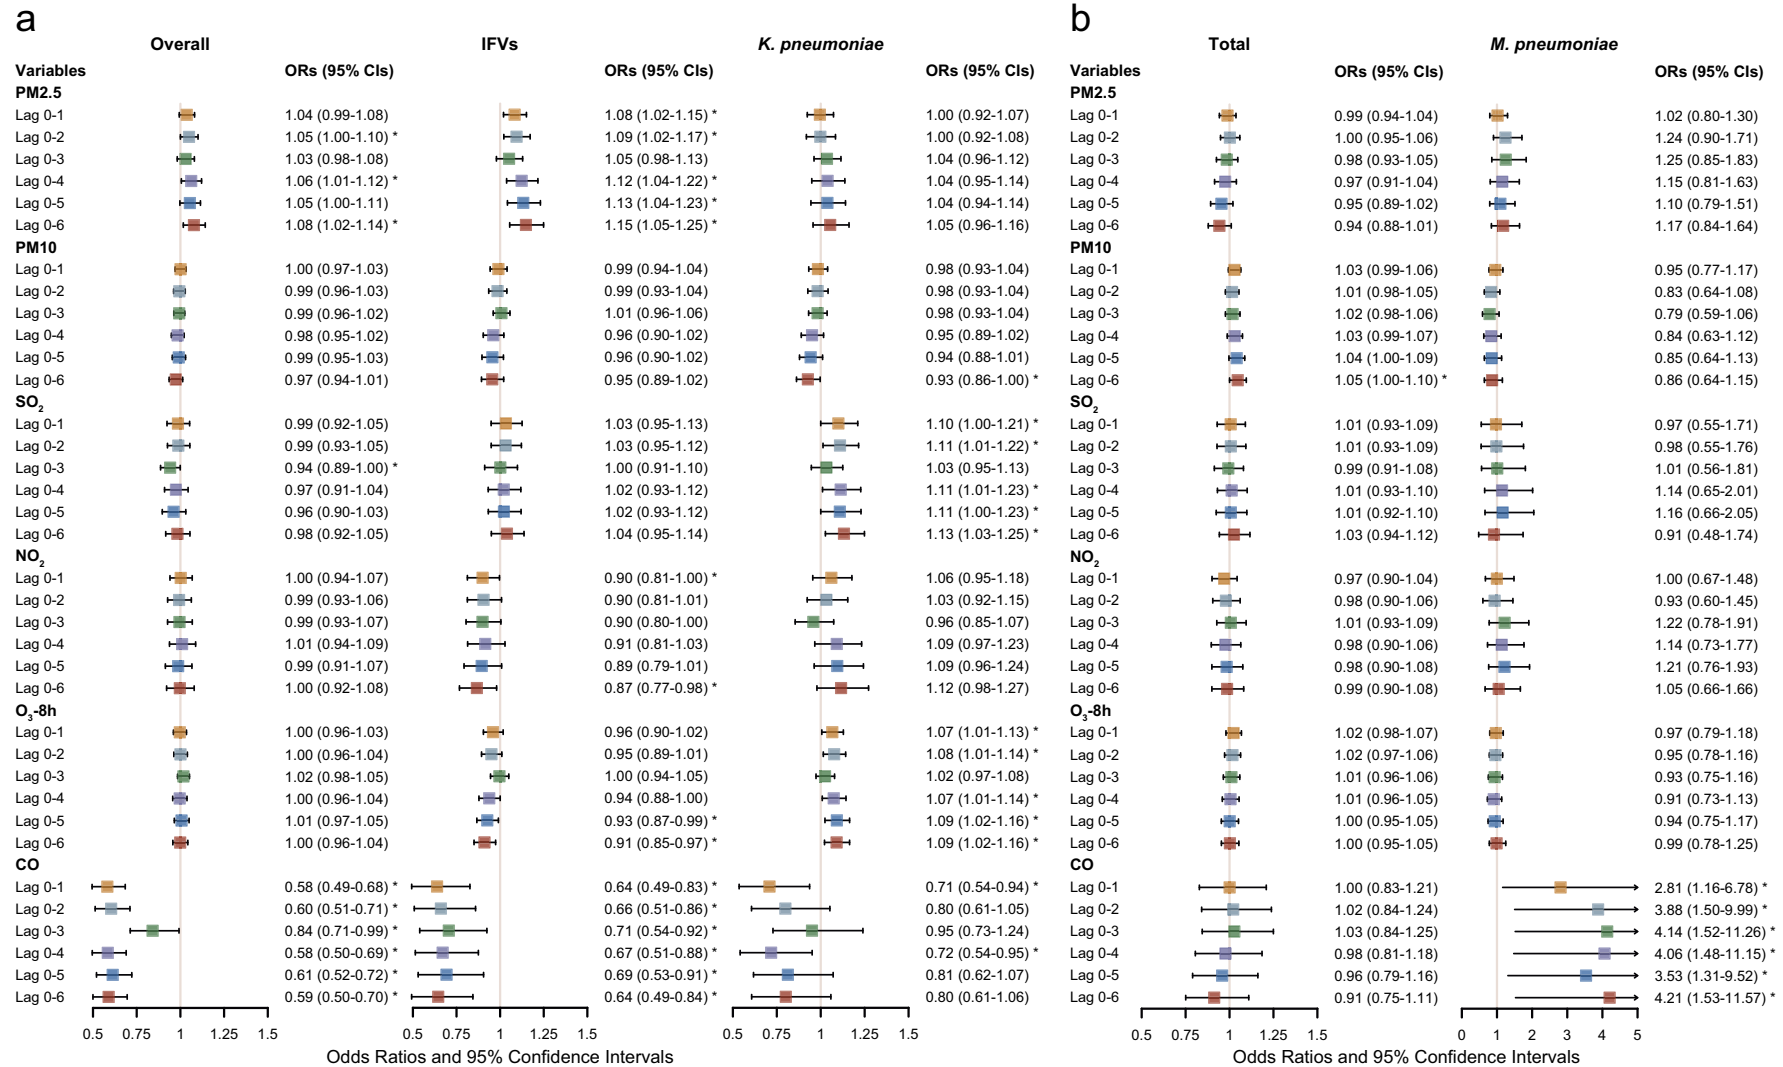 a b
Overall IFVs K. pneumoniae Total M. pneumoniae
Variables ORs (95% CIs) ORs (95% CIs) ORs (95% CIs) Variables ORs (95% CIs) ORs (95% CIs)
PM2.5 PM2.5
Lag 0-1 1.04 (0.99-1.08) 1.08 (1.02-1.15) * 1.00 (0.92-1.07) Lag 0-1 0.99 (0.94-1.04) 1.02 (0.80-1.30)
Lag 0-2 1.05 (1.00-1.10) * 1.09 (1.02-1.17) * 1.00 (0.92-1.08) Lag 0-2 1.00 (0.95-1.06) 1.24 (0.90-1.71)
Lag 0-3 1.03 (0.98-1.08) 1.05 (0.98-1.13) 1.04 (0.96-1.12) Lag 0-3 0.98 (0.93-1.05) 1.25 (0.85-1.83)
Lag 0-4 1.06 (1.01-1.12) * 1.12 (1.04-1.22) * 1.04 (0.95-1.14) Lag 0-4 0.97 (0.91-1.04) 1.15 (0.81-1.63)
Lag 0-5 1.05 (1.00-1.11) 1.13 (1.04-1.23) * 1.04 (0.94-1.14) Lag 0-5 0.95 (0.89-1.02) 1.10 (0.79-1.51)
Lag 0-6 1.08 (1.02-1.14) * 1.15 (1.05-1.25) * 1.05 (0.96-1.16) Lag 0-6 0.94 (0.88-1.01) 1.17 (0.84-1.64)
PM10 PM10
Lag 0-1 1.00 (0.97-1.03) 0.99 (0.94-1.04) 0.98 (0.93-1.04) Lag 0-1 1.03 (0.99-1.06) 0.95 (0.77-1.17)
Lag 0-2 0.99 (0.96-1.03) 0.99 (0.93-1.04) 0.98 (0.93-1.04) Lag 0-2 1.01 (0.98-1.05) 0.83 (0.64-1.08)
Lag 0-3 0.99 (0.96-1.02) 1.01 (0.96-1.06) 0.98 (0.93-1.04) Lag 0-3 1.02 (0.98-1.06) 0.79 (0.59-1.06)
Lag 0-4 0.98 (0.95-1.02) 0.96 (0.90-1.02) 0.95 (0.89-1.02) Lag 0-4 1.03 (0.99-1.07) 0.84 (0.63-1.12)
Lag 0-5 0.99 (0.95-1.03) 0.96 (0.90-1.02) 0.94 (0.88-1.01) Lag 0-5 1.04 (1.00-1.09) 0.85 (0.64-1.13)
Lag 0-6 0.97 (0.94-1.01) 0.95 (0.89-1.02) 0.93 (0.86-1.00) * Lag 0-6 1.05 (1.00-1.10) * 0.86 (0.64-1.15)
SO2 SO2
Lag 0-1 0.99 (0.92-1.05) 1.03 (0.95-1.13) 1.10 (1.00-1.21) * Lag 0-1 1.01 (0.93-1.09) 0.97 (0.55-1.71)
Lag 0-2 0.99 (0.93-1.05) 1.03 (0.95-1.12) 1.11 (1.01-1.22) * Lag 0-2 1.01 (0.93-1.09) 0.98 (0.55-1.76)
Lag 0-3 0.94 (0.89-1.00) * 1.00 (0.91-1.10) 1.03 (0.95-1.13) Lag 0-3 0.99 (0.91-1.08) 1.01 (0.56-1.81)
Lag 0-4 0.97 (0.91-1.04) 1.02 (0.93-1.12) 1.11 (1.01-1.23) * Lag 0-4 1.01 (0.93-1.10) 1.14 (0.65-2.01)
Lag 0-5 0.96 (0.90-1.03) 1.02 (0.93-1.12) 1.11 (1.00-1.23) * Lag 0-5 1.01 (0.92-1.10) 1.16 (0.66-2.05)
Lag 0-6 0.98 (0.92-1.05) 1.04 (0.95-1.14) 1.13 (1.03-1.25) * Lag 0-6 1.03 (0.94-1.12) 0.91 (0.48-1.74)
NO2 NO2
Lag 0-1 1.00 (0.94-1.07) 0.90 (0.81-1.00) * 1.06 (0.95-1.18) Lag 0-1 0.97 (0.90-1.04) 1.00 (0.67-1.48)
Lag 0-2 0.99 (0.93-1.06) 0.90 (0.81-1.01) 1.03 (0.92-1.15) Lag 0-2 0.98 (0.90-1.06) 0.93 (0.60-1.45)
Lag 0-3 0.99 (0.93-1.07) 0.90 (0.80-1.00) 0.96 (0.85-1.07) Lag 0-3 1.01 (0.93-1.09) 1.22 (0.78-1.91)
Lag 0-4 1.01 (0.94-1.09) 0.91 (0.81-1.03) 1.09 (0.97-1.23) Lag 0-4 0.98 (0.90-1.06) 1.14 (0.73-1.77)
Lag 0-5 0.99 (0.91-1.07) 0.89 (0.79-1.01) 1.09 (0.96-1.24) Lag 0-5 0.98 (0.90-1.08) 1.21 (0.76-1.93)
Lag 0-6 1.00 (0.92-1.08) 0.87 (0.77-0.98) * 1.12 (0.98-1.27) Lag 0-6 0.99 (0.90-1.08) 1.05 (0.66-1.66)
O3-8h O3-8h
Lag 0-1 1.00 (0.96-1.03) 0.96 (0.90-1.02) 1.07 (1.01-1.13) * Lag 0-1 1.02 (0.98-1.07) 0.97 (0.79-1.18)
Lag 0-2 1.00 (0.96-1.04) 0.95 (0.89-1.01) 1.08 (1.01-1.14) * Lag 0-2 1.02 (0.97-1.06) 0.95 (0.78-1.16)
Lag 0-3 1.02 (0.98-1.05) 1.00 (0.94-1.05) 1.02 (0.97-1.08) Lag 0-3 1.01 (0.96-1.06) 0.93 (0.75-1.16)
Lag 0-4 1.00 (0.96-1.04) 0.94 (0.88-1.00) 1.07 (1.01-1.14) * Lag 0-4 1.01 (0.96-1.05) 0.91 (0.73-1.13)
Lag 0-5 1.01 (0.97-1.05) 0.93 (0.87-0.99) * 1.09 (1.02-1.16) * Lag 0-5 1.00 (0.95-1.05) 0.94 (0.75-1.17)
Lag 0-6 1.00 (0.96-1.04) 0.91 (0.85-0.97) * 1.09 (1.02-1.16) * Lag 0-6 1.00 (0.95-1.05) 0.99 (0.78-1.25)
CO CO
Lag 0-1 0.58 (0.49-0.68) * 0.64 (0.49-0.83) * 0.71 (0.54-0.94) * Lag 0-1 1.00 (0.83-1.21) 2.81 (1.16-6.78) *
Lag 0-2 0.60 (0.51-0.71) * 0.66 (0.51-0.86) * 0.80 (0.61-1.05) Lag 0-2 1.02 (0.84-1.24) 3.88 (1.50-9.99) *
Lag 0-3 0.84 (0.71-0.99) * 0.71 (0.54-0.92) * 0.95 (0.73-1.24) Lag 0-3 1.03 (0.84-1.25) 4.14 (1.52-11.26) *
Lag 0-4 0.58 (0.50-0.69) * 0.67 (0.51-0.88) * 0.72 (0.54-0.95) * Lag 0-4 0.98 (0.81-1.18) 4.06 (1.48-11.15) *
Lag 0-5 0.61 (0.52-0.72) * 0.69 (0.53-0.91) * 0.81 (0.62-1.07) Lag 0-5 0.96 (0.79-1.16) 3.53 (1.31-9.52) *
Lag 0-6 0.59 (0.50-0.70) * 0.64 (0.49-0.84) * 0.80 (0.61-1.06) Lag 0-6 0.91 (0.75-1.11) 4.21 (1.53-11.57) *
0.5 0.75 1 1.25 1.5 0.5 0.75 1 1.25 1.5 0.5 0.75 1 1.25 1.5 0.5 0.75 1 1.25 1.5 0 1 2 3 4 5
Odds Ratios and 95% Confidence Intervals Odds Ratios and 95% Confidence Intervals